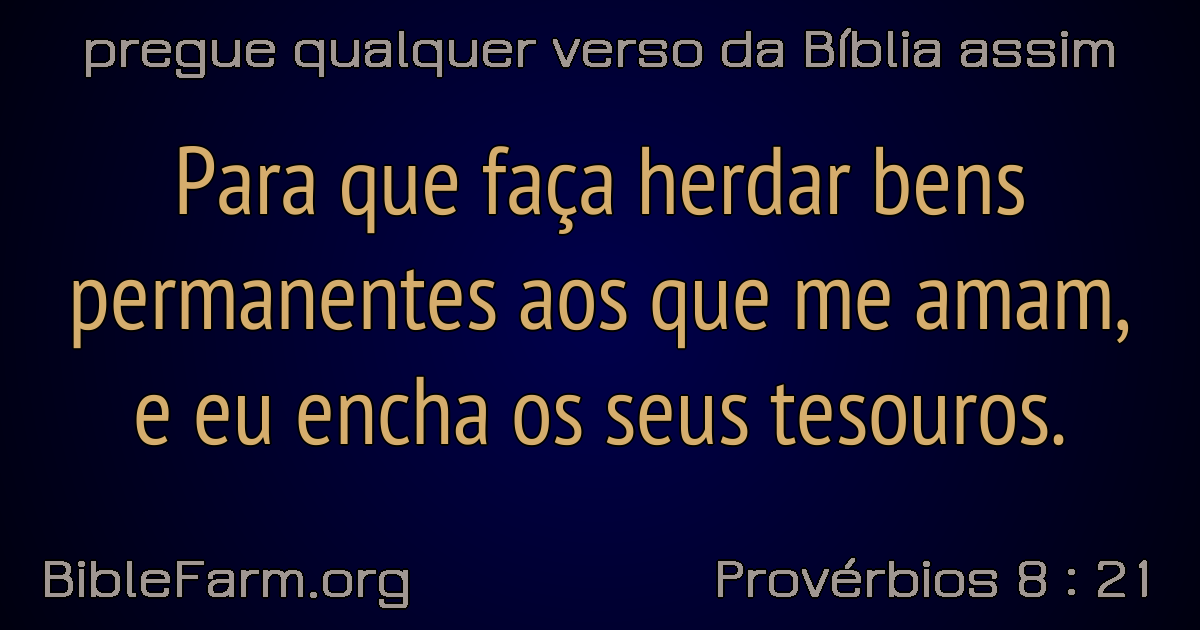 pregue qualquer verso da Bíblia assim
Para que faça herdar bens
permanentes aos que me amam,
e eu encha os seus tesouros.
BibleFarm.org
Provérbios 8 : 21